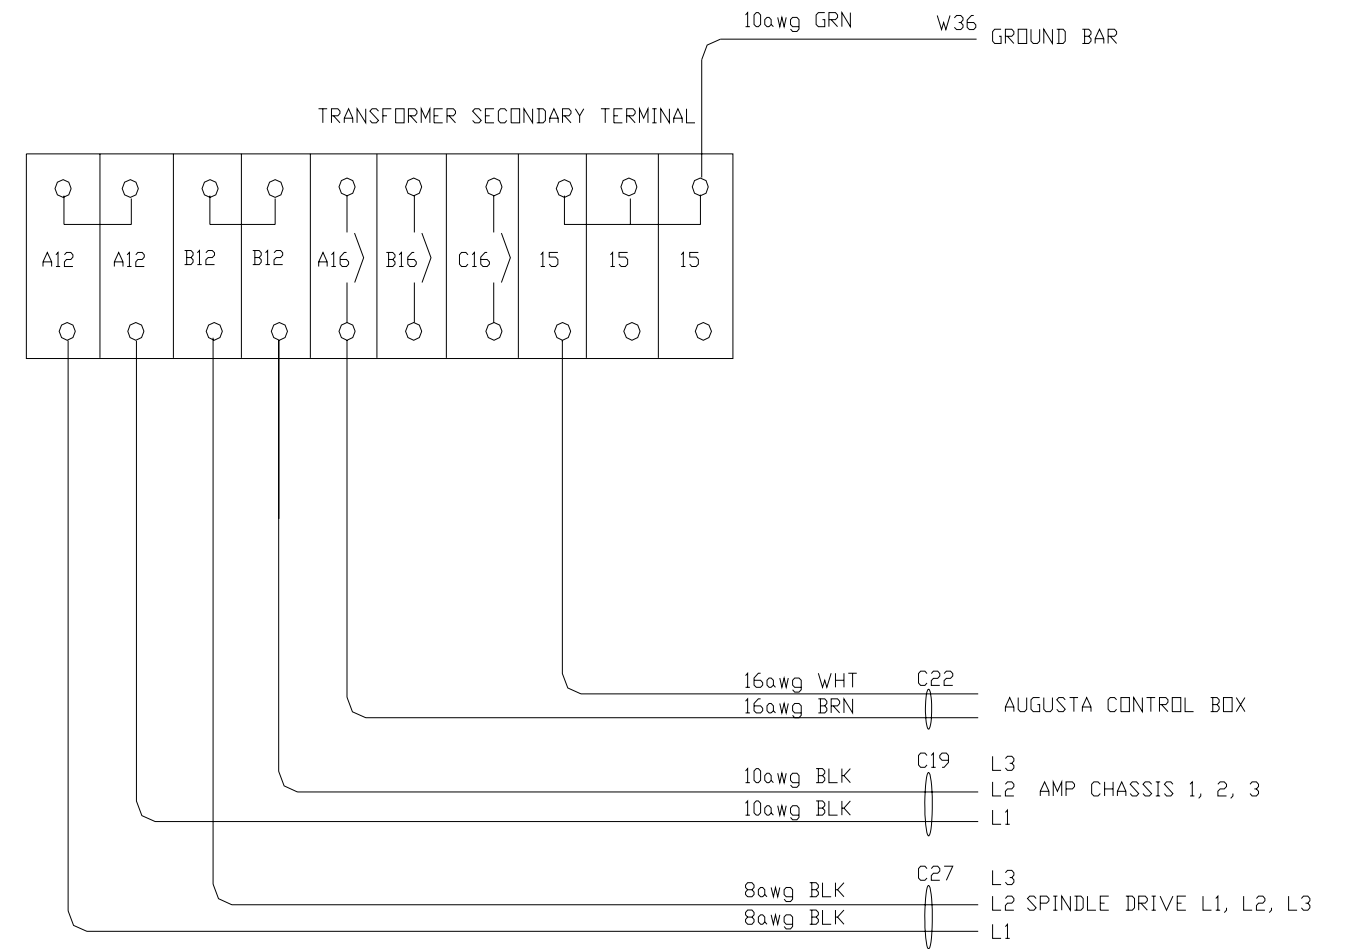 10awg GRN W36 GROUND BAR
TRANSFORMER SECONDARY TERMINAL
A12 A12 B12 B12 A16 B16 C16 15 15 15
16awg WHT C22
16awg BRN AUGUSTA CONTROL BOX
C19 L3
10awg BLK L2 AMP CHASSIS 1, 2, 3
10awg BLK L1
C27 L3
8awg BLK L2 SPINDLE DRIVE L1, L2, L3
8awg BLK L1